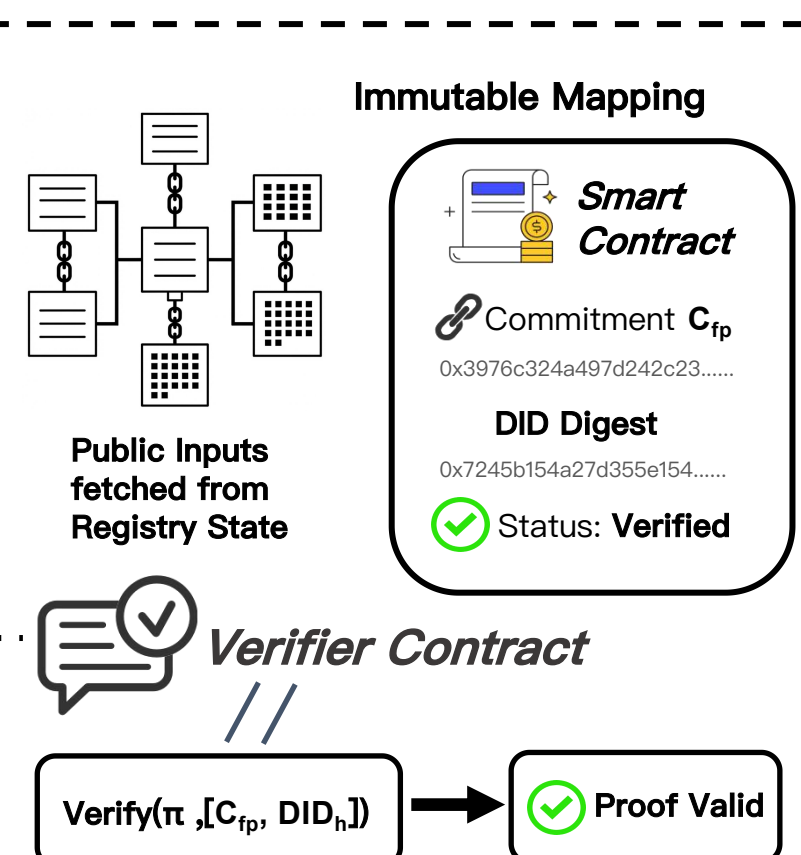 Immutable Mapping
Smart
Contract
Commitment C_fp
0x3976c324a497d242c23......
DID Digest
0x7245b154a27d355e154......
Status: Verified
Public Inputs
fetched from
Registry State
Verifier Contract
Verify(π ,[C_fp, DID_h])
Proof Valid